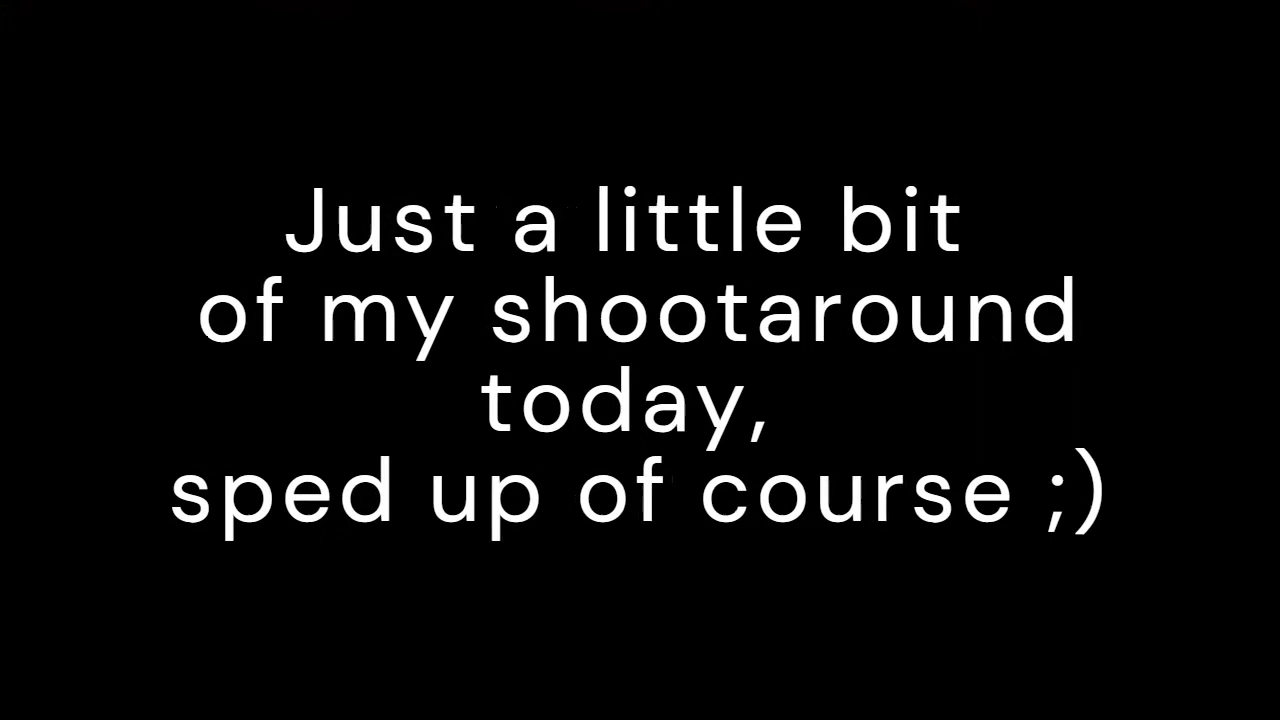 Just a little bit
of my shootaround
today,
sped up of course ;)